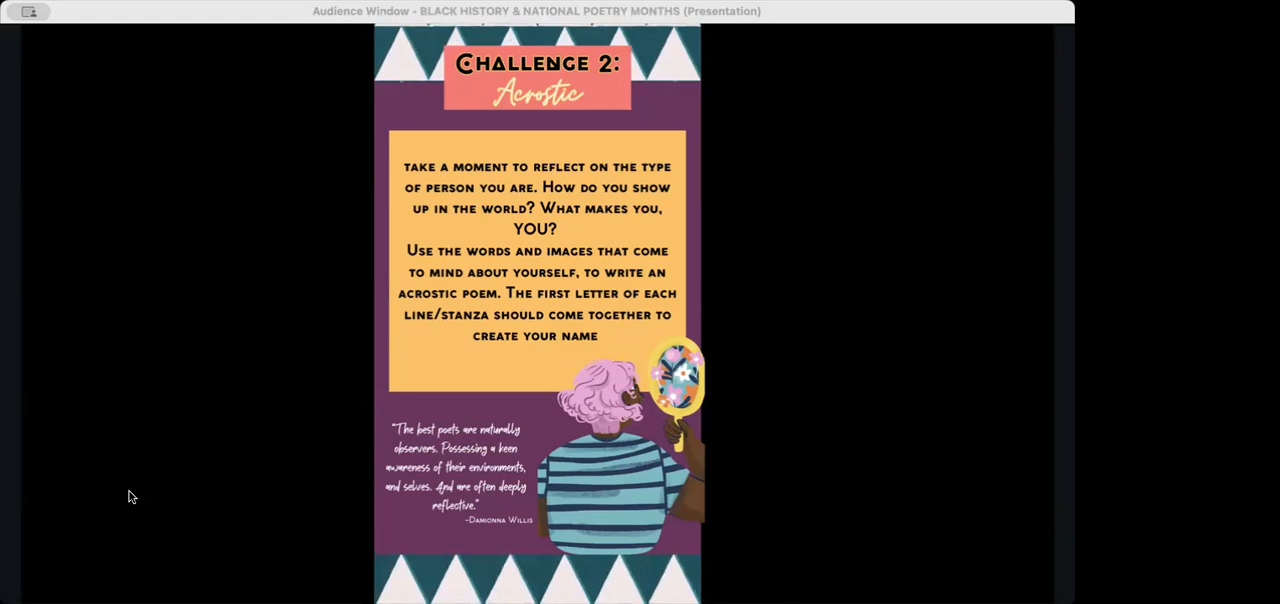 Audience Window - BLACK HISTORY & NATIONAL POETRY MONTHS (Presentation)
CHALLENGE 2:
Acrostic
TAKE A MOMENT TO REFLECT ON THE TYPE
OF PERSON YOU ARE. HOW DO YOU SHOW
UP IN THE WORLD? WHAT MAKES YOU,
YOU?
USE THE WORDS AND IMAGES THAT COME
TO MIND ABOUT YOURSELF, TO WRITE AN
ACROSTIC POEM. THE FIRST LETTER OF EACH
LINE/STANZA SHOULD COME TOGETHER TO
CREATE YOUR NAME
"The best poets are naturally
observers. Possessing a keen
awareness of their environments,
and selves. And are often deeply
reflective."
-DAMIONNA WILLIS